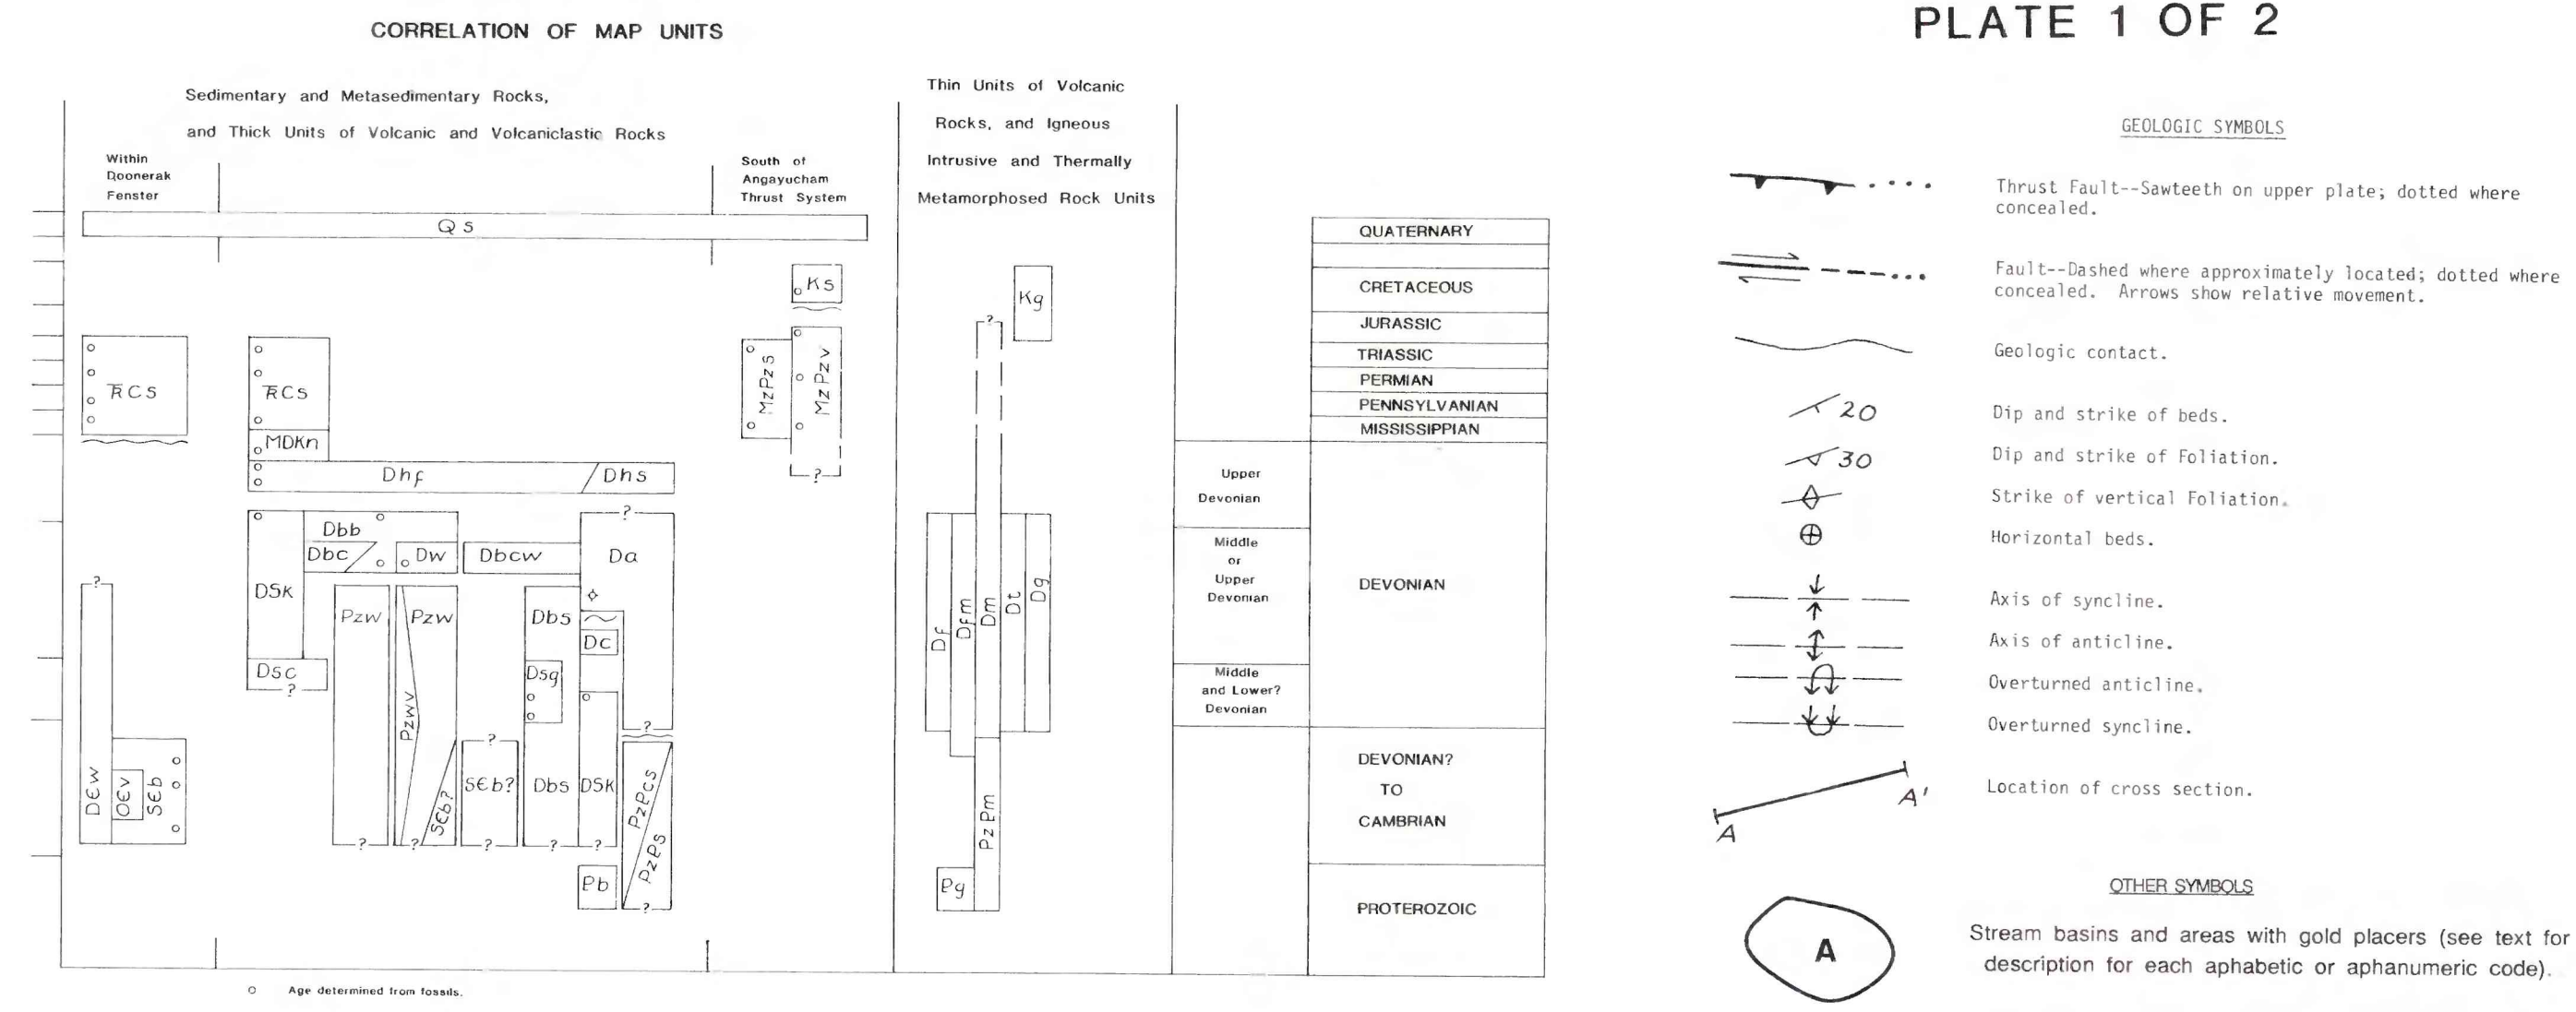 CORRELATION OF MAP UNITS
Sedimentary and Metasedimentary Rocks,
and Thick Units of Volcanic and Volcaniclastic Rocks
Within
Doonerak
Fenster
South of
Angayucham
Thrust System
Thin Units of Volcanic
Rocks, and Igneous
Intrusive and Thermally
Metamorphosed Rock Units
Qs
Ks
Kg
?
MzPzs
MzPzv
?
ҔCs
ҔCs
MDKn
Dhf
Dhs
Dbb
Dbc
Dw
Dbcw
?
Da
DSK
Pzw
Pzw
Dbs
Dc
DSC
?
Dsg
Pzwv
?
DЄw
OЄV
SЄb
?
SЄb?
SЄb?
Dbs
DSK
?
PzPcs
PzPs
?
?
?
?
?
?
Pb
?
Df
Dfm
Dm
Dt
Dg
PzPm
Pg
Upper
Devonian
Middle
or
Upper
Devonian
Middle
and Lower?
Devonian
QUATERNARY
CRETACEOUS
JURASSIC
TRIASSIC
PERMIAN
PENNSYLVANIAN
MISSISSIPPIAN
DEVONIAN
DEVONIAN?
TO
CAMBRIAN
PROTEROZOIC
o Age determined from fossils.
PLATE 1 OF 2
GEOLOGIC SYMBOLS
Thrust Fault--Sawteeth on upper plate; dotted where
concealed.
Fault--Dashed where approximately located; dotted where
concealed. Arrows show relative movement.
Geologic contact.
20 Dip and strike of beds.
30 Dip and strike of Foliation.
Strike of vertical Foliation.
Horizontal beds.
Axis of syncline.
Axis of anticline.
Overturned anticline.
Overturned syncline.
A A' Location of cross section.
OTHER SYMBOLS
A
Stream basins and areas with gold placers (see text for
description for each aphabetic or aphanumeric code).